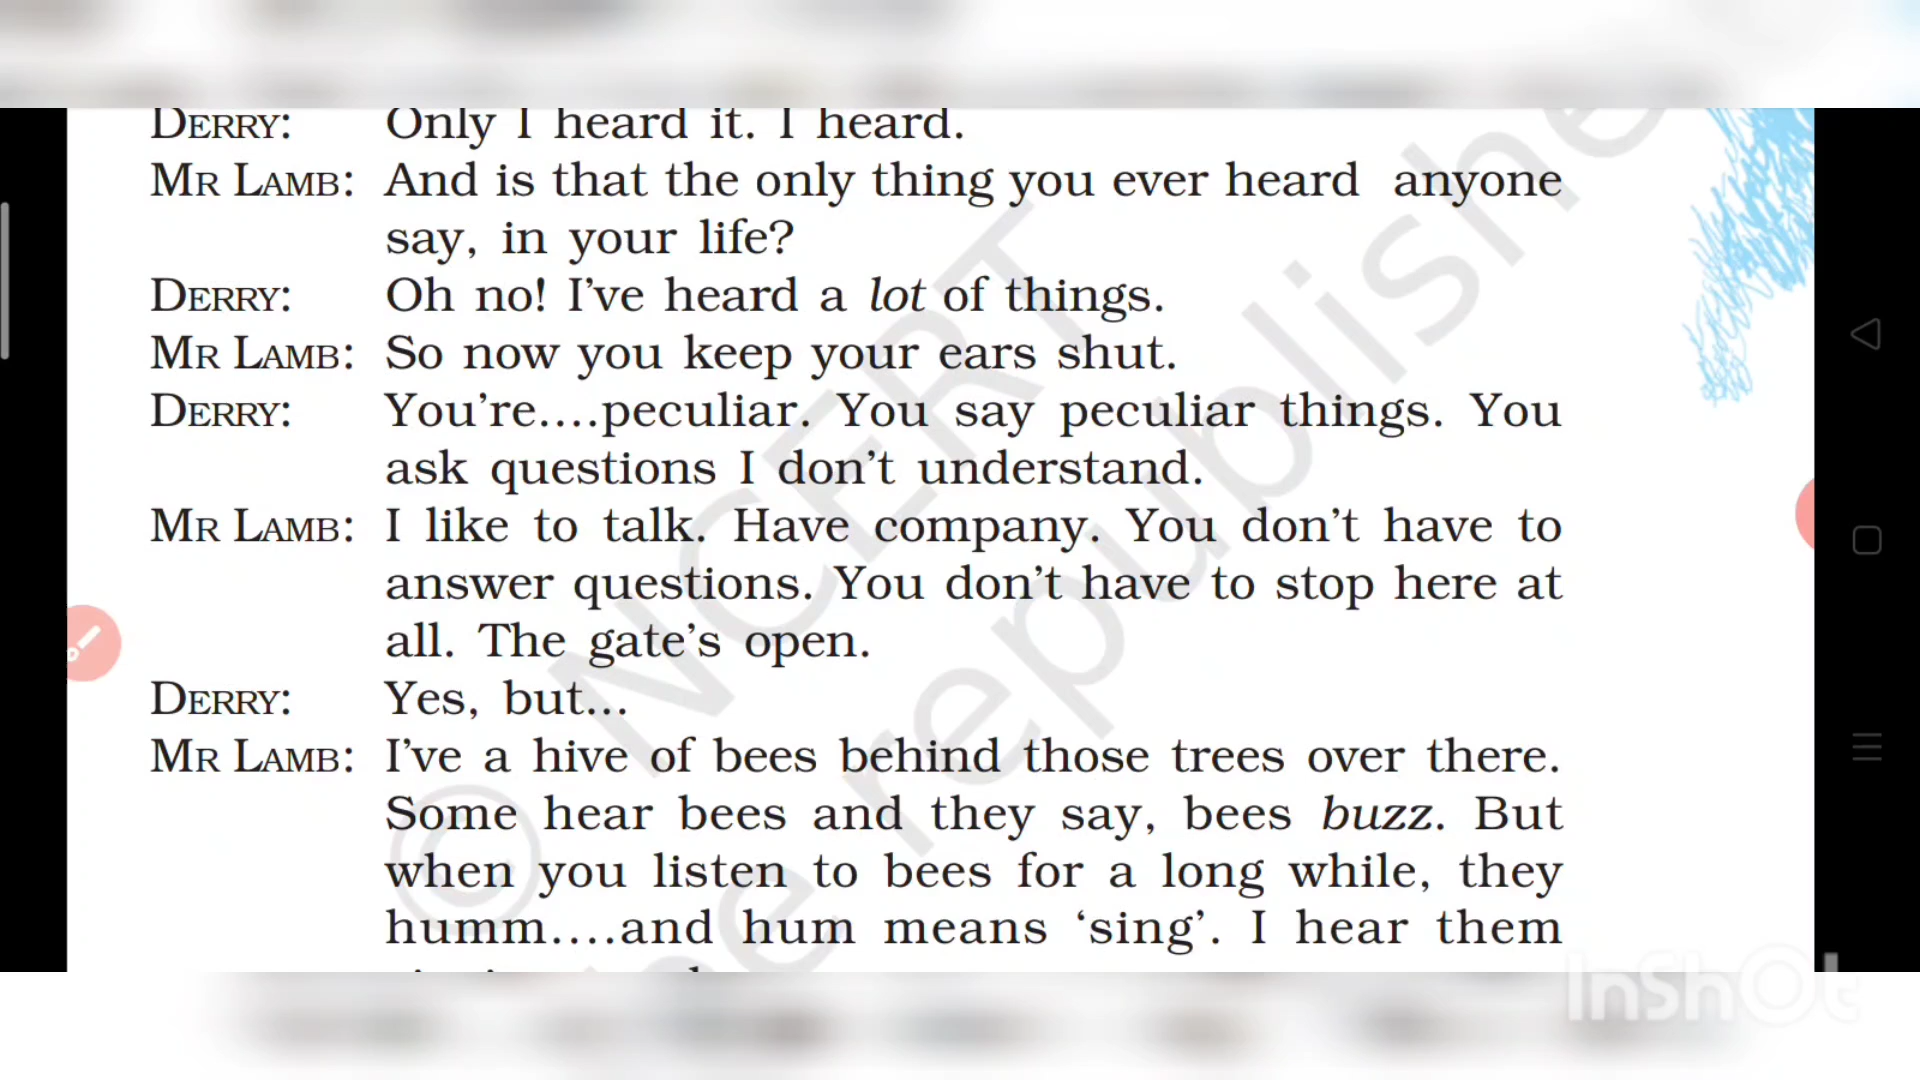 DERRY: Only I heard it. I heard.
MR LAMB: And is that the only thing you ever heard anyone
say, in your life?
DERRY: Oh no! I've heard a lot of things.
MR LAMB: So now you keep your ears shut.
DERRY: You're....peculiar. You say peculiar things. You
ask questions I don't understand.
MR LAMB: I like to talk. Have company. You don't have to
answer questions. You don't have to stop here at
all. The gate's open.
DERRY: Yes, but...
MR LAMB: I've a hive of bees behind those trees over there.
Some hear bees and they say, bees buzz. But
when you listen to bees for a long while, they
humm....and hum means 'sing'. I hear them
© NCERT
be republished
InShOt